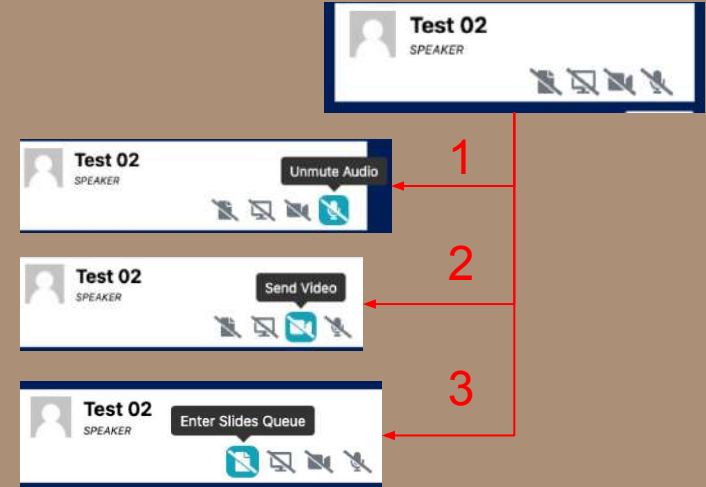 Test 02
SPEAKER
1
Test 02
SPEAKER
Unmute Audio
2
Test 02
SPEAKER
Send Video
3
Test 02
SPEAKER
Enter Slides Queue